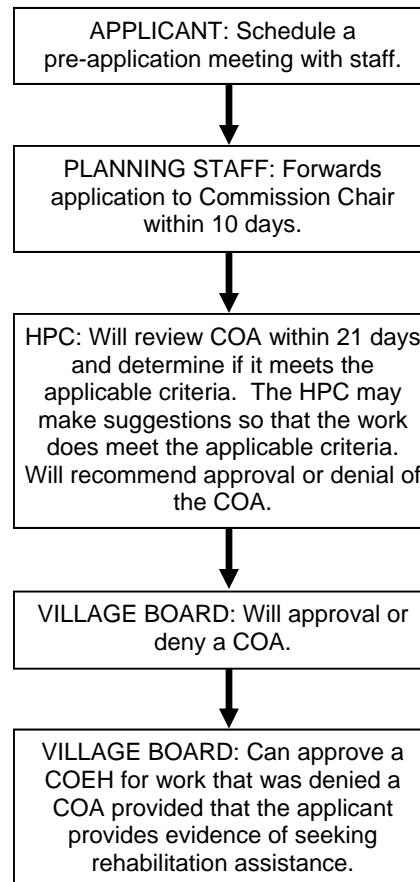 APPLICANT: Schedule a
pre-application meeting with staff.
PLANNING STAFF: Forwards
application to Commission Chair
within 10 days.
HPC: Will review COA within 21 days
and determine if it meets the
applicable criteria. The HPC may
make suggestions so that the work
does meet the applicable criteria.
Will recommend approval or denial of
the COA.
VILLAGE BOARD: Will approval or
deny a COA.
VILLAGE BOARD: Can approve a
COEH for work that was denied a
COA provided that the applicant
provides evidence of seeking
rehabilitation assistance.